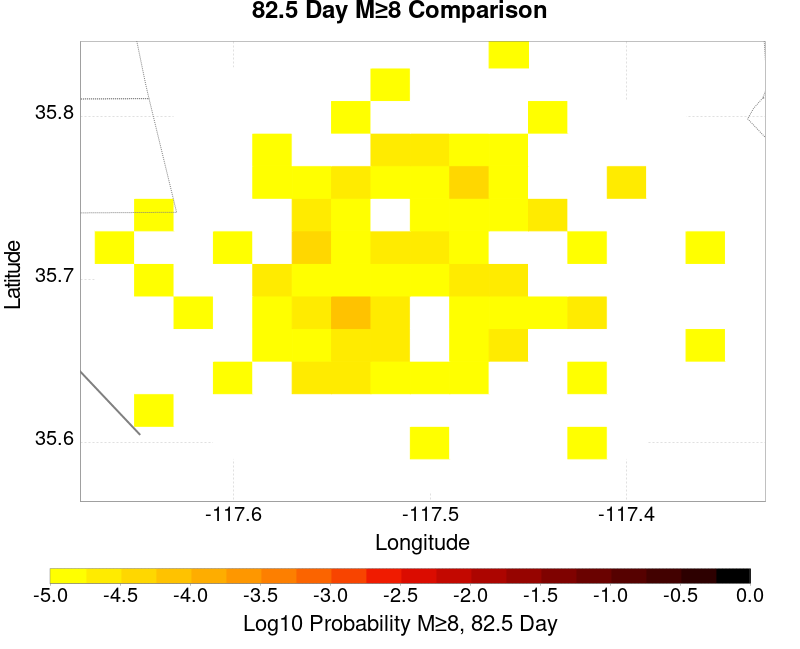 82.5 Day M≥8 Comparison
35.8
35.7
35.6
Latitude
-117.6 -117.5 -117.4
Longitude
-5.0 -4.5 -4.0 -3.5 -3.0 -2.5 -2.0 -1.5 -1.0 -0.5 0.0
Log10 Probability M≥8, 82.5 Day